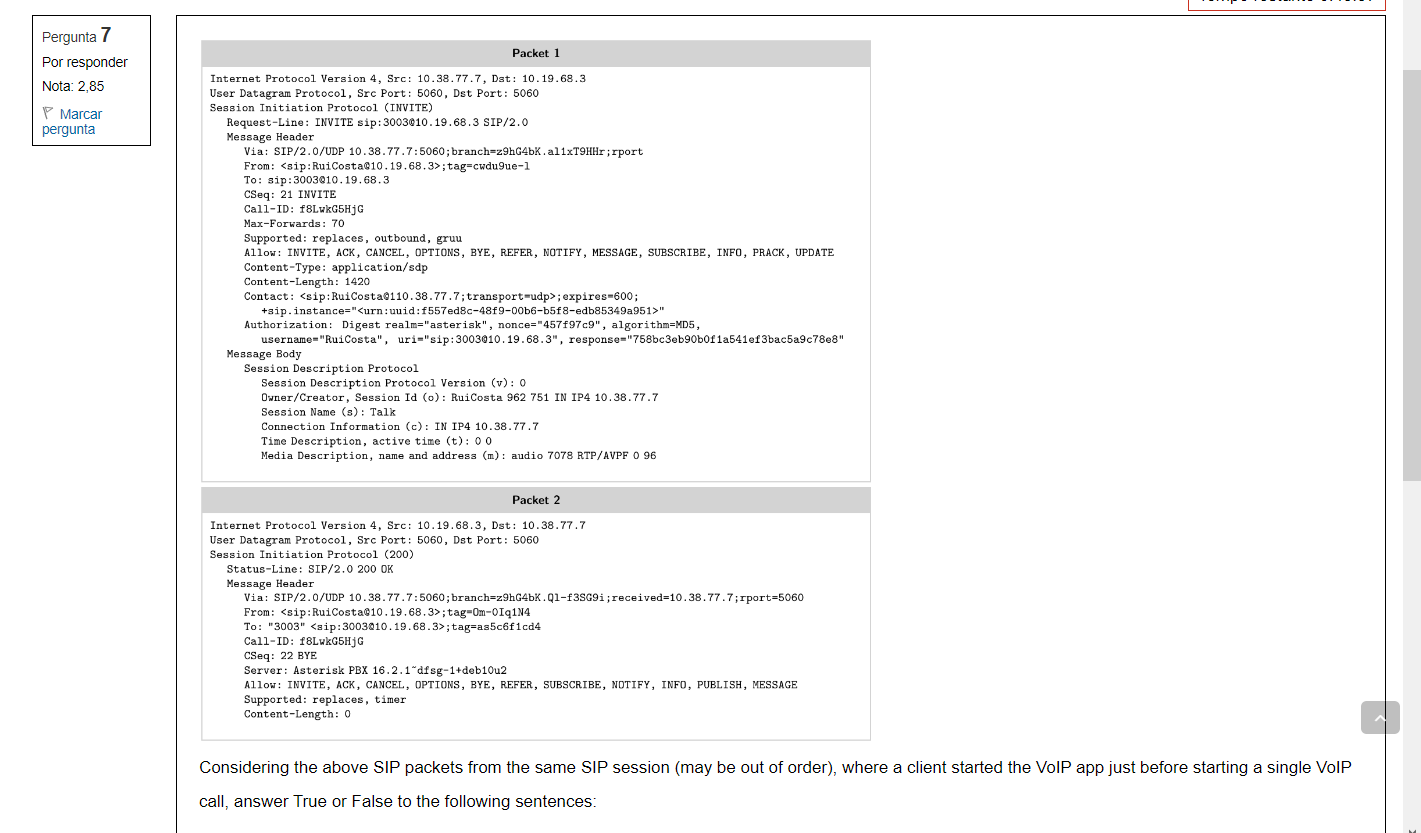 Pergunta 7
Por responder
Nota: 2,85
Marcar
pergunta
Packet 1
Internet Protocol Version 4, Src: 10.38.77.7, Dst: 10.19.68.3
User Datagram Protocol, Src Port: 5060, Dst Port: 5060
Session Initiation Protocol (INVITE)
Request-Line: INVITE sip:3003@10.19.68.3 SIP/2.0
Message Header
Via: SIP/2.0/UDP 10.38.77.7:5060;branch=z9hG4bK.al1xT9HHr;rport
From: <sip:RuiCosta@10.19.68.3>;tag=cwdu9ue-l
To: sip:3003@10.19.68.3
CSeq: 21 INVITE
Call-ID: f8LwkG5HjG
Max-Forwards: 70
Supported: replaces, outbound, gruu
Allow: INVITE, ACK, CANCEL, OPTIONS, BYE, REFER, NOTIFY, MESSAGE, SUBSCRIBE, INFO, PRACK, UPDATE
Content-Type: application/sdp
Content-Length: 1420
Contact: <sip:RuiCosta@110.38.77.7;transport=udp>;expires=600;
+sip.instance="<urn:uuid:f557ed8c-48f9-00b6-b5f8-edb85349a951>"
Authorization: Digest realm="asterisk", nonce="457f97c9", algorithm=MD5,
username="RuiCosta", uri="sip:3003@10.19.68.3", response="758bc3eb90b0f1a541ef3bac5a9c78e8"
Message Body
Session Description Protocol
Session Description Protocol Version (v): 0
Owner/Creator, Session Id (o): RuiCosta 962 751 IN IP4 10.38.77.7
Session Name (s): Talk
Connection Information (c): IN IP4 10.38.77.7
Time Description, active time (t): 0 0
Media Description, name and address (m): audio 7078 RTP/AVPF 0 96
Packet 2
Internet Protocol Version 4, Src: 10.19.68.3, Dst: 10.38.77.7
User Datagram Protocol, Src Port: 5060, Dst Port: 5060
Session Initiation Protocol (200)
Status-Line: SIP/2.0 200 OK
Message Header
Via: SIP/2.0/UDP 10.38.77.7:5060;branch=z9hG4bK.Ql-f3SG9i;received=10.38.77.7;rport=5060
From: <sip:RuiCosta@10.19.68.3>;tag=Om-0Iq1N4
To: "3003" <sip:3003@10.19.68.3>;tag=as5c6f1cd4
Call-ID: f8LwkG5HjG
CSeq: 22 BYE
Server: Asterisk PBX 16.2.1~dfsg-1+deb10u2
Allow: INVITE, ACK, CANCEL, OPTIONS, BYE, REFER, SUBSCRIBE, NOTIFY, INFO, PUBLISH, MESSAGE
Supported: replaces, timer
Content-Length: 0
Considering the above SIP packets from the same SIP session (may be out of order), where a client started the VoIP app just before starting a single VoIP
call, answer True or False to the following sentences: